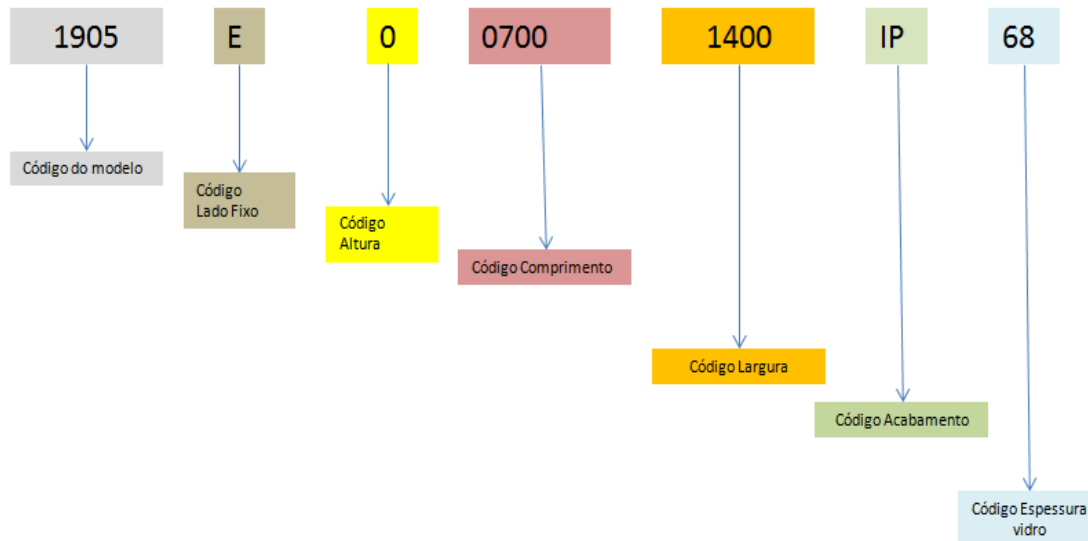 1905 E 0 0700 1400 IP 68
Código do modelo
Código
Lado Fixo
Código
Altura
Código Comprimento
Código Largura
Código Acabamento
Código Espessura
vidro